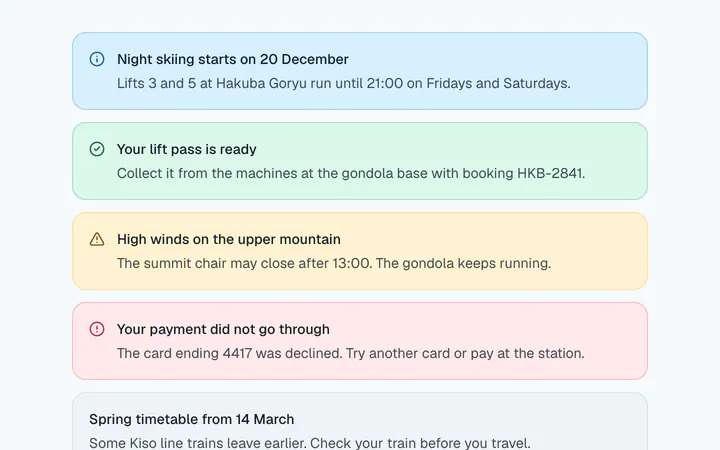 Night skiing starts on 20 December
Lifts 3 and 5 at Hakuba Goryu run until 21:00 on Fridays and Saturdays.
Your lift pass is ready
Collect it from the machines at the gondola base with booking HKB-2841.
High winds on the upper mountain
The summit chair may close after 13:00. The gondola keeps running.
Your payment did not go through
The card ending 4417 was declined. Try another card or pay at the station.
Spring timetable from 14 March
Some Kiso line trains leave earlier. Check your train before you travel.